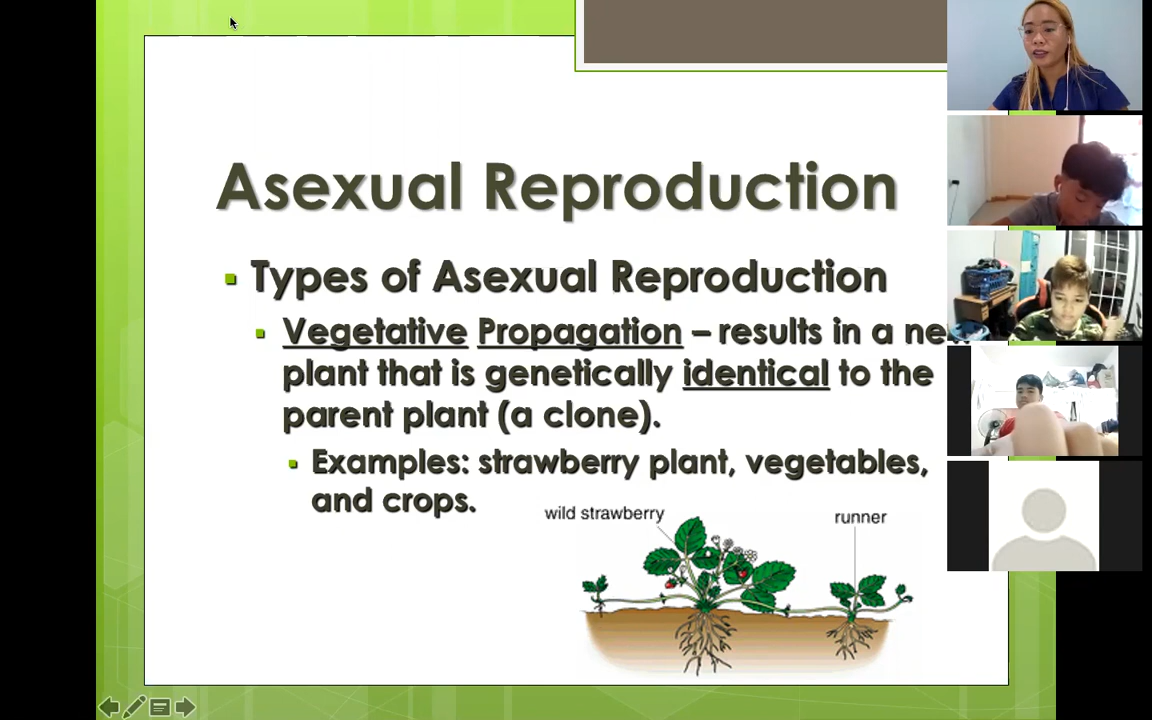 Asexual Reproduction
Types of Asexual Reproduction
Vegetative Propagation – results in a
plant that is genetically identical to the
parent plant (a clone).
Examples: strawberry plant, vegetables,
and crops.
wild strawberry
runner